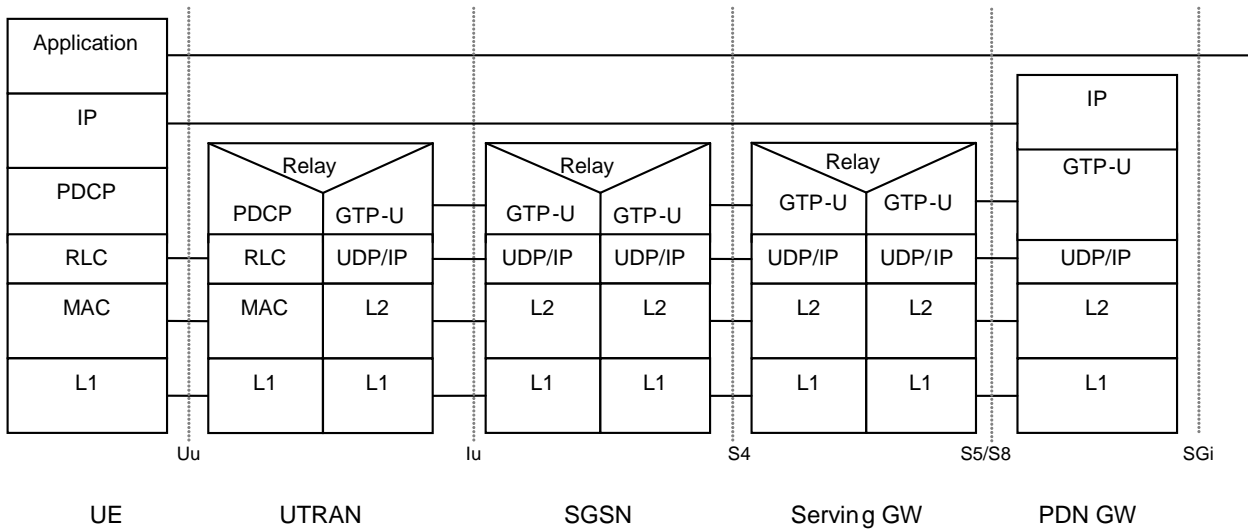 Application
IP
IP
Relay
Relay
Relay
GTP-U
PDCP
PDCP
GTP-U
GTP-U
GTP-U
GTP-U
GTP-U
RLC
RLC
UDP/IP
UDP/IP
UDP/IP
UDP/IP
UDP/IP
UDP/IP
MAC
MAC
L2
L2
L2
L2
L2
L2
L1
L1
L1
L1
L1
L1
L1
L1
Uu
Iu
S4
S5/S8
SGi
UE
UTRAN
SGSN
Serving GW
PDN GW